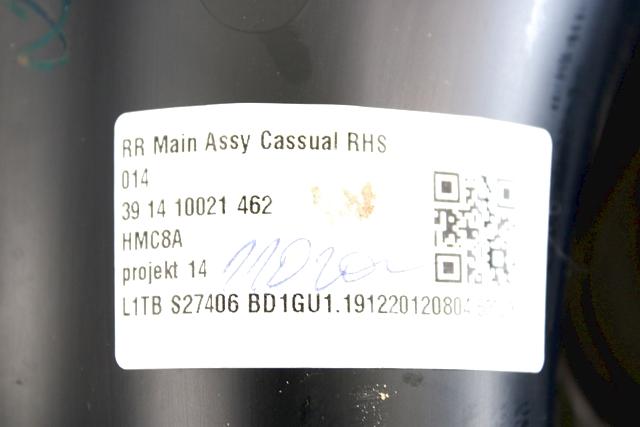 RR Main Assy Cassual RHS
014
39 14 10021 462
HMC8A
projekt 14
L1TB S27406 BD1GU1.191220120804